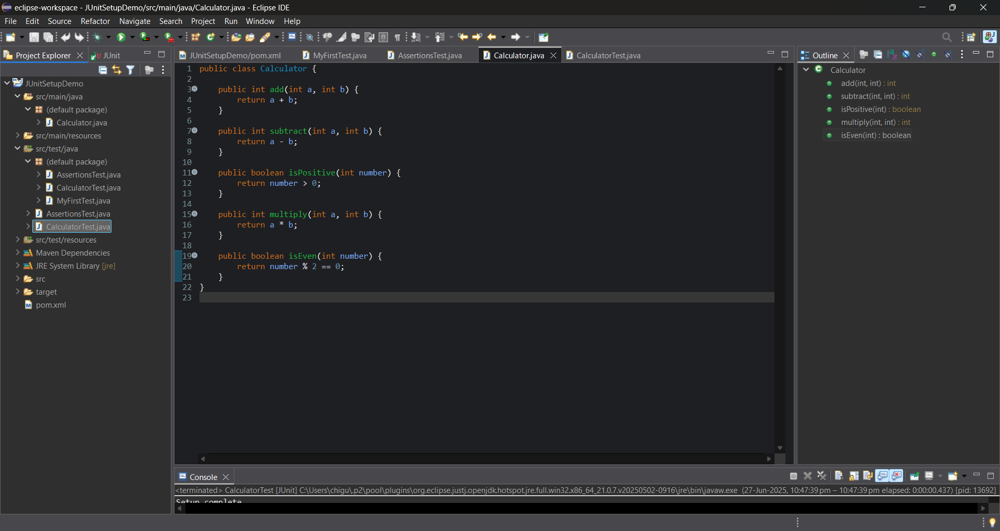 eclipse-workspace - JUnitSetupDemo/src/main/java/Calculator.java - Eclipse IDE
File Edit Source Refactor Navigate Search Project Run Window Help
Project Explorer JUnit
JUnitSetupDemo
src/main/java
(default package)
Calculator.java
src/main/resources
src/test/java
(default package)
AssertionsTest.java
CalculatorTest.java
MyFirstTest.java
AssertionsTest.java
CalculatorTest.java
src/test/resources
Maven Dependencies
JRE System Library [jre]
src
target
pom.xml
JUnitSetupDemo/pom.xml MyFirstTest.java AssertionsTest.java Calculator.java CalculatorTest.java
1 public class Calculator {
2
3 public int add(int a, int b) {
4 return a + b;
5 }
6
7 public int subtract(int a, int b) {
8 return a - b;
9 }
10
11 public boolean isPositive(int number) {
12 return number > 0;
13 }
14
15 public int multiply(int a, int b) {
16 return a * b;
17 }
18
19 public boolean isEven(int number) {
20 return number % 2 == 0;
21 }
22 }
23
Outline
Calculator
add(int, int) : int
subtract(int, int) : int
isPositive(int) : boolean
multiply(int, int) : int
isEven(int) : boolean
Console
<terminated> CalculatorTest [JUnit] C:\Users\chigu\.p2\pool\plugins\org.eclipse.justj.openjdk.hotspot.jre.full.win32.x86_64_21.0.7.v20250502-0916\jre\bin\javaw.exe (27-Jun-2025, 10:47:39 pm – 10:47:39 pm elapsed: 0:00:00.437) [pid: 13692]
Setup complete